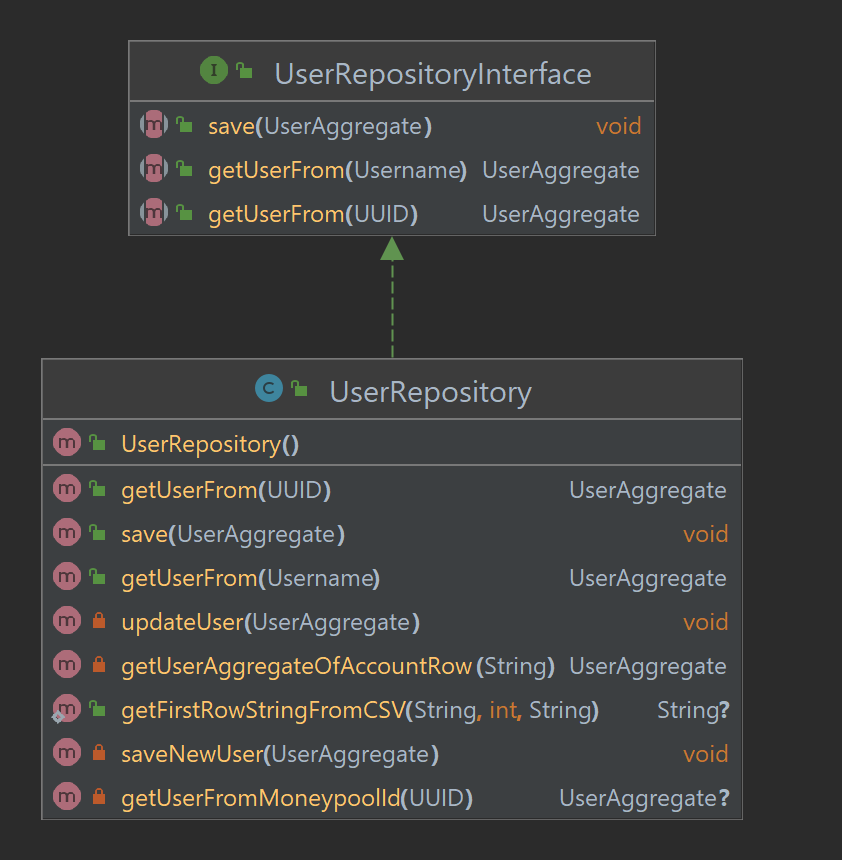 I UserRepositoryInterface
m save(UserAggregate) void
m getUserFrom(Username) UserAggregate
m getUserFrom(UUID) UserAggregate
C UserRepository
m UserRepository()
m getUserFrom(UUID) UserAggregate
m save(UserAggregate) void
m getUserFrom(Username) UserAggregate
m updateUser(UserAggregate) void
m getUserAggregateOfAccountRow(String) UserAggregate
m getFirstRowStringFromCSV(String, int, String) String?
m saveNewUser(UserAggregate) void
m getUserFromMoneypoolId(UUID) UserAggregate?